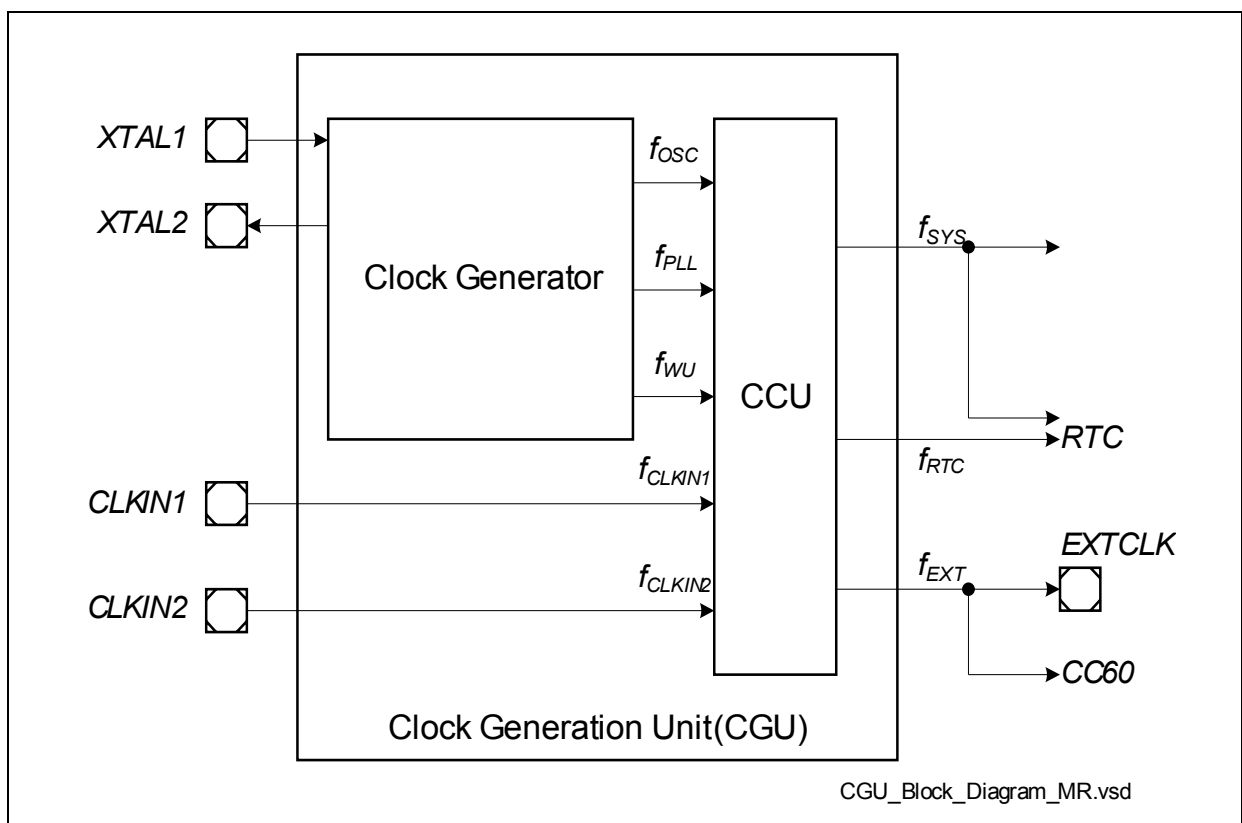 XTAL1
XTAL2
Clock Generator
fOSC
fPLL
fWU
fCLKIN1
fCLKIN2
CCU
fSYS
fRTC
RTC
fEXT
EXTCLK
CC60
CLKIN1
CLKIN2
Clock Generation Unit(CGU)
CGU_Block_Diagram_MR.vsd